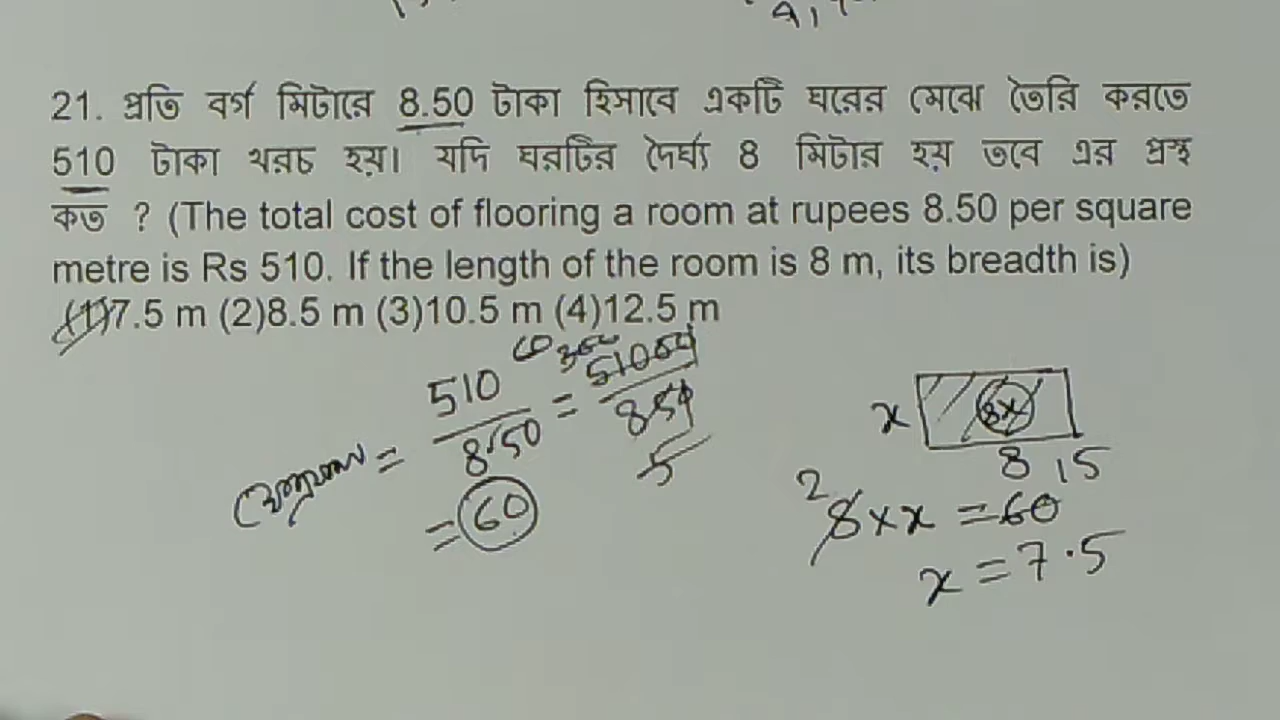 21. প্রতি বর্গ মিটারে 8.50 টাকা হিসাবে একটি ঘরের মেঝে তৈরি করতে
510 টাকা খরচ হয়। যদি ঘরটির দৈর্ঘ্য 8 মিটার হয় তবে এর প্রস্থ
কত ? (The total cost of flooring a room at rupees 8.50 per square
metre is Rs 510. If the length of the room is 8 m, its breadth is)
(1)7.5 m (2)8.5 m (3)10.5 m (4)12.5 m
ক্ষেত্রফল = 510 / 8.50 =
= 60
x 8x
8 15
2 8 × x = 60
x = 7.5